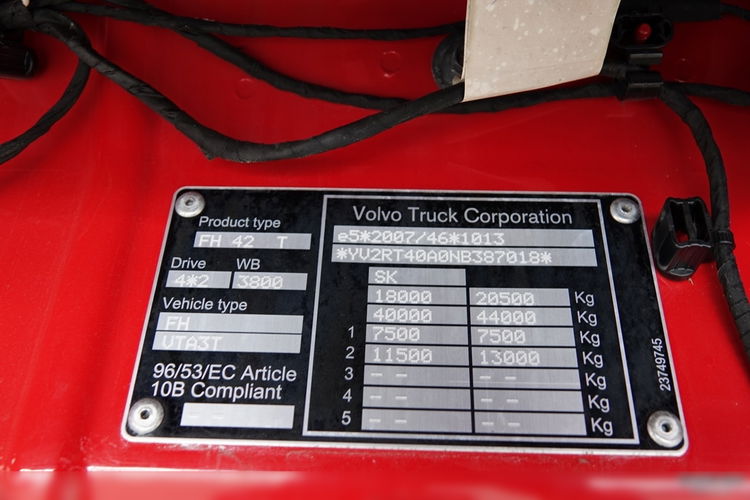 Product type
FH 42 T
Drive WB
4*2 3800
Vehicle type
FH
VTA3T
96/53/EC Article
10B Compliant
-- --
Volvo Truck Corporation
e5*2007/46*1013
*YV2RT40A0NB387018*
SK
18000 20500 Kg
40000 44000 Kg
1 7500 7500 Kg
2 11500 13000 Kg
3 -- -- -- -- Kg
4 -- -- -- -- Kg
5 -- -- -- -- Kg
23749745